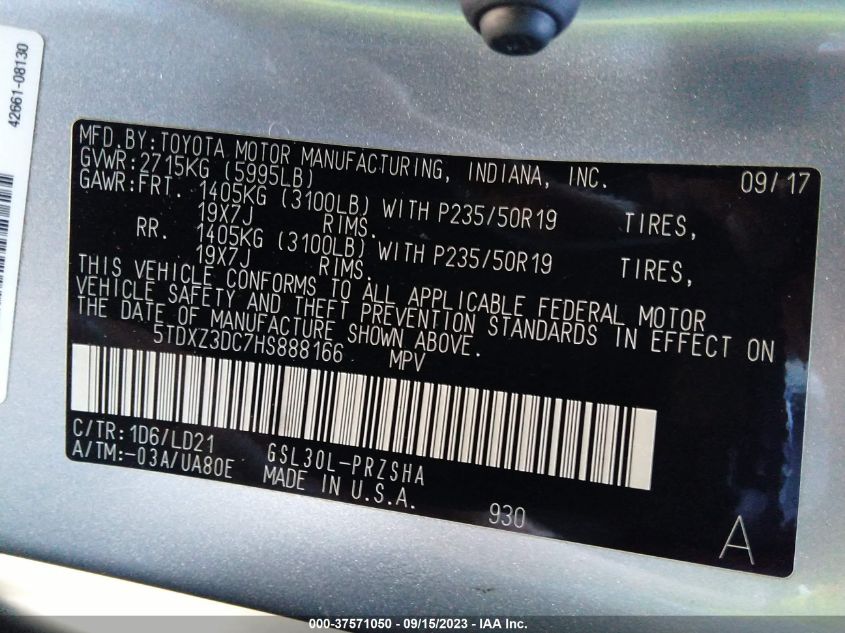 42661-08130
MFD.BY:TOYOTA MOTOR MANUFACTURING, INDIANA, INC. 09/17
GVWR:2715KG (5995LB)
GAWR:FRT. 1405KG (3100LB) WITH P235/50R19 TIRES,
19X7J RIMS.
RR. 1405KG (3100LB) WITH P235/50R19 TIRES,
19X7J RIMS.
THIS VEHICLE CONFORMS TO ALL APPLICABLE FEDERAL MOTOR
VEHICLE SAFETY AND THEFT PREVENTION STANDARDS IN EFFECT ON
THE DATE OF MANUFACTURE SHOWN ABOVE.
5TDXZ3DC7HS888166 MPV
C/TR:1D6/LD21 GSL30L-PRZSHA
A/TM:-03A/UA80E MADE IN U.S.A. 930
A
000-37571050 - 09/15/2023 - IAA Inc.